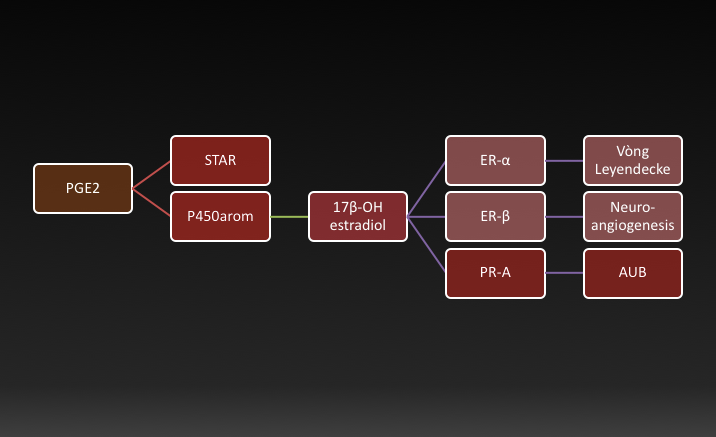 PGE2
STAR
P450arom
17β-OH
estradiol
ER-α
ER-β
PR-A
Vòng
Leyendecke
Neuro-
angiogenesis
AUB